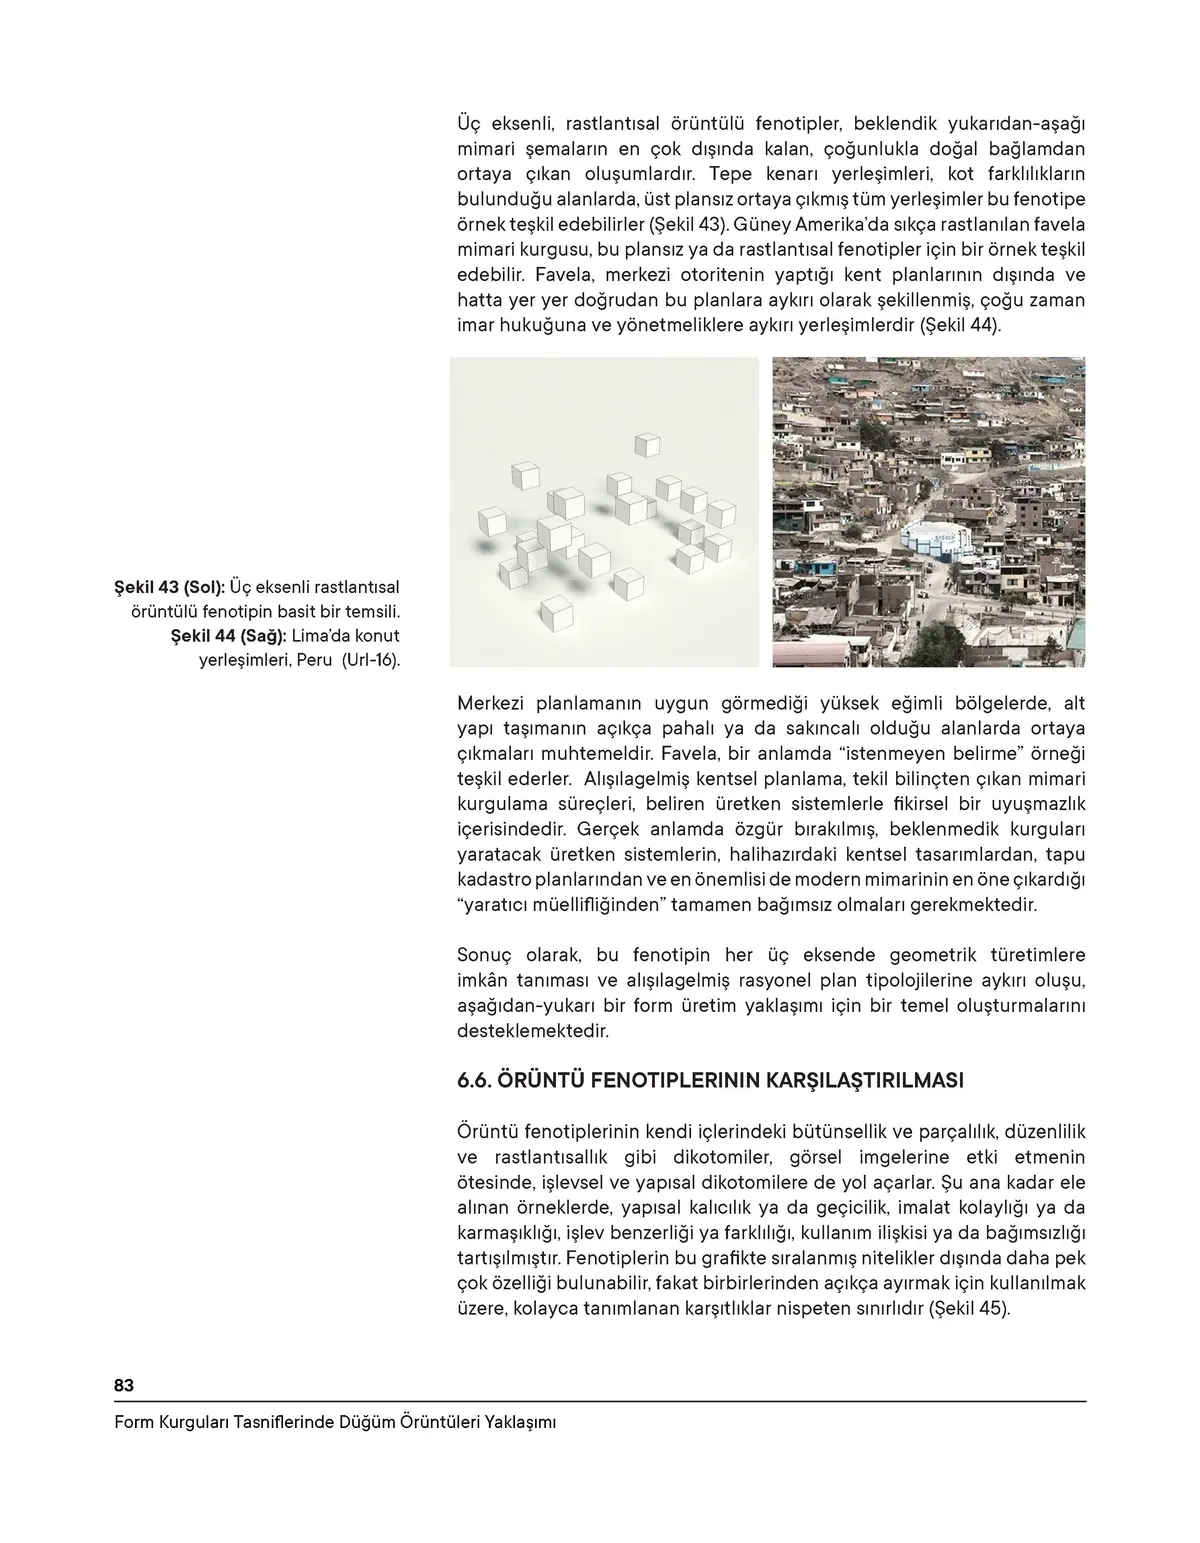 Üç eksenli, rastlantısal örüntülü fenotipler, beklendik yukarıdan-aşağı
mimari şemaların en çok dışında kalan, çoğunlukla doğal bağlamdan
ortaya çıkan oluşumlardır. Tepe kenarı yerleşimleri, kot farklılıkların
bulunduğu alanlarda, üst plansız ortaya çıkmış tüm yerleşimler bu fenotipe
örnek teşkil edebilirler (Şekil 43). Güney Amerika’da sıkça rastlanılan favela
mimari kurgusu, bu plansız ya da rastlantısal fenotipler için bir örnek teşkil
edebilir. Favela, merkezi otoritenin yaptığı kent planlarının dışında ve
hatta yer yer doğrudan bu planlara aykırı olarak şekillenmiş, çoğu zaman
imar hukuğuna ve yönetmeliklere aykırı yerleşimlerdir (Şekil 44).
sedapal
Şekil 43 (Sol): Üç eksenli rastlantısal
örüntülü fenotipin basit bir temsili.
Şekil 44 (Sağ): Lima’da konut
yerleşimleri, Peru (Url-16).
Merkezi planlamanın uygun görmediği yüksek eğimli bölgelerde, alt
yapı taşımanın açıkça pahalı ya da sakıncalı olduğu alanlarda ortaya
çıkmaları muhtemeldir. Favela, bir anlamda “istenmeyen belirme” örneği
teşkil ederler. Alışılagelmiş kentsel planlama, tekil bilinçten çıkan mimari
kurgulama süreçleri, beliren üretken sistemlerle fikirsel bir uyuşmazlık
içerisindedir. Gerçek anlamda özgür bırakılmış, beklenmedik kurguları
yaratacak üretken sistemlerin, halihazırdaki kentsel tasarımlardan, tapu
kadastro planlarından ve en önemlisi de modern mimarinin en öne çıkardığı
“yaratıcı müellifliğinden” tamamen bağımsız olmaları gerekmektedir.
Sonuç olarak, bu fenotipin her üç eksende geometrik türetimlere
imkân tanıması ve alışılagelmiş rasyonel plan tipolojilerine aykırı oluşu,
aşağıdan-yukarı bir form üretim yaklaşımı için bir temel oluşturmalarını
desteklemektedir.
6.6. ÖRÜNTÜ FENOTIPLERININ KARŞILAŞTIRILMASI
Örüntü fenotiplerinin kendi içlerindeki bütünsellik ve parçalılık, düzenlilik
ve rastlantısallık gibi dikotomiler, görsel imgelerine etki etmenin
ötesinde, işlevsel ve yapısal dikotomilere de yol açarlar. Şu ana kadar ele
alınan örneklerde, yapısal kalıcılık ya da geçicilik, imalat kolaylığı ya da
karmaşıklığı, işlev benzerliği ya farklılığı, kullanım ilişkisi ya da bağımsızlığı
tartışılmıştır. Fenotiplerin bu grafikte sıralanmış nitelikler dışında daha pek
çok özelliği bulunabilir, fakat birbirlerinden açıkça ayırmak için kullanılmak
üzere, kolayca tanımlanan karşıtlıklar nispeten sınırlıdır (Şekil 45).
83
Form Kurguları Tasniflerinde Düğüm Örüntüleri Yaklaşımı